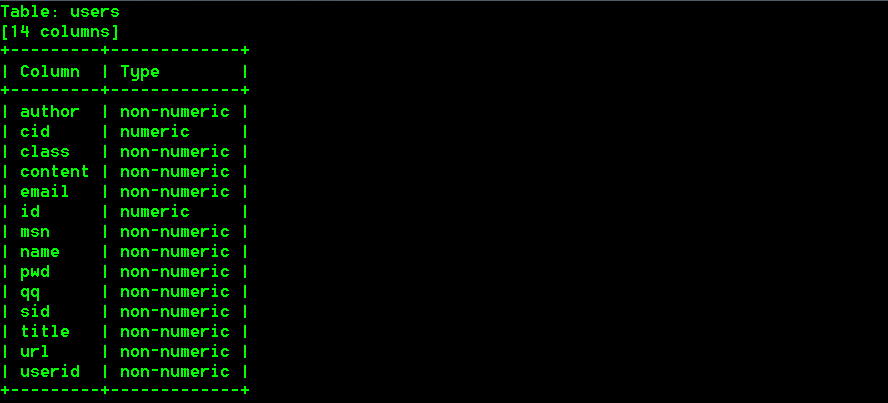 Table: users
[14 columns]
+---------+-------------+
| Column  | Type        |
+---------+-------------+
| author  | non-numeric |
| cid     | numeric     |
| class   | non-numeric |
| content | non-numeric |
| email   | non-numeric |
| id      | numeric     |
| msn     | non-numeric |
| name    | non-numeric |
| pwd     | non-numeric |
| qq      | non-numeric |
| sid     | non-numeric |
| title   | non-numeric |
| url     | non-numeric |
| userid  | non-numeric |
+---------+-------------+